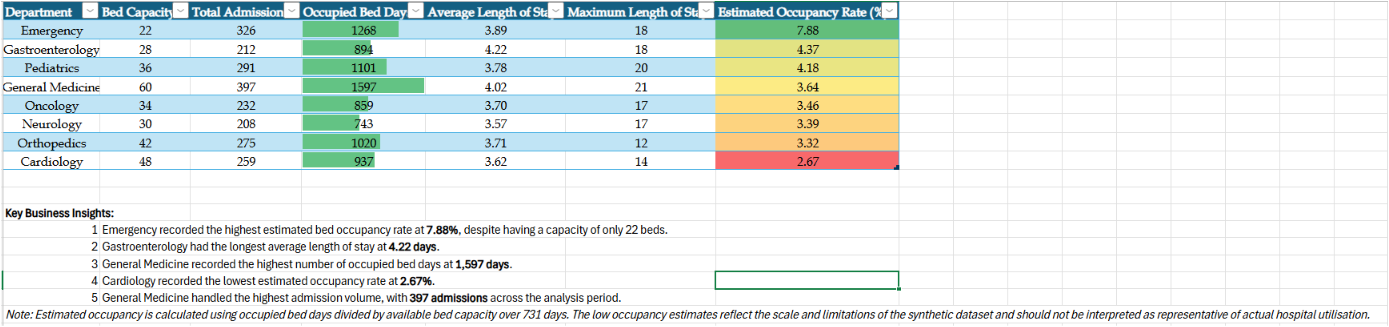 Department Bed Capacity Total Admission Occupied Bed Day Average Length of Sta Maximum Length of Sta Estimated Occupancy Rate (%
Emergency 22 326 1268 3.89 18 7.88
Gastroenterology 28 212 894 4.22 18 4.37
Pediatrics 36 291 1101 3.78 20 4.18
General Medicine 60 397 1597 4.02 21 3.64
Oncology 34 232 859 3.70 17 3.46
Neurology 30 208 743 3.57 17 3.39
Orthopedics 42 275 1020 3.71 12 3.32
Cardiology 48 259 937 3.62 14 2.67
Key Business Insights:
1 Emergency recorded the highest estimated bed occupancy rate at 7.88%, despite having a capacity of only 22 beds.
2 Gastroenterology had the longest average length of stay at 4.22 days.
3 General Medicine recorded the highest number of occupied bed days at 1,597 days.
4 Cardiology recorded the lowest estimated occupancy rate at 2.67%.
5 General Medicine handled the highest admission volume, with 397 admissions across the analysis period.
Note: Estimated occupancy is calculated using occupied bed days divided by available bed capacity over 731 days. The low occupancy estimates reflect the scale and limitations of the synthetic dataset and should not be interpreted as representative of actual hospital utilisation.